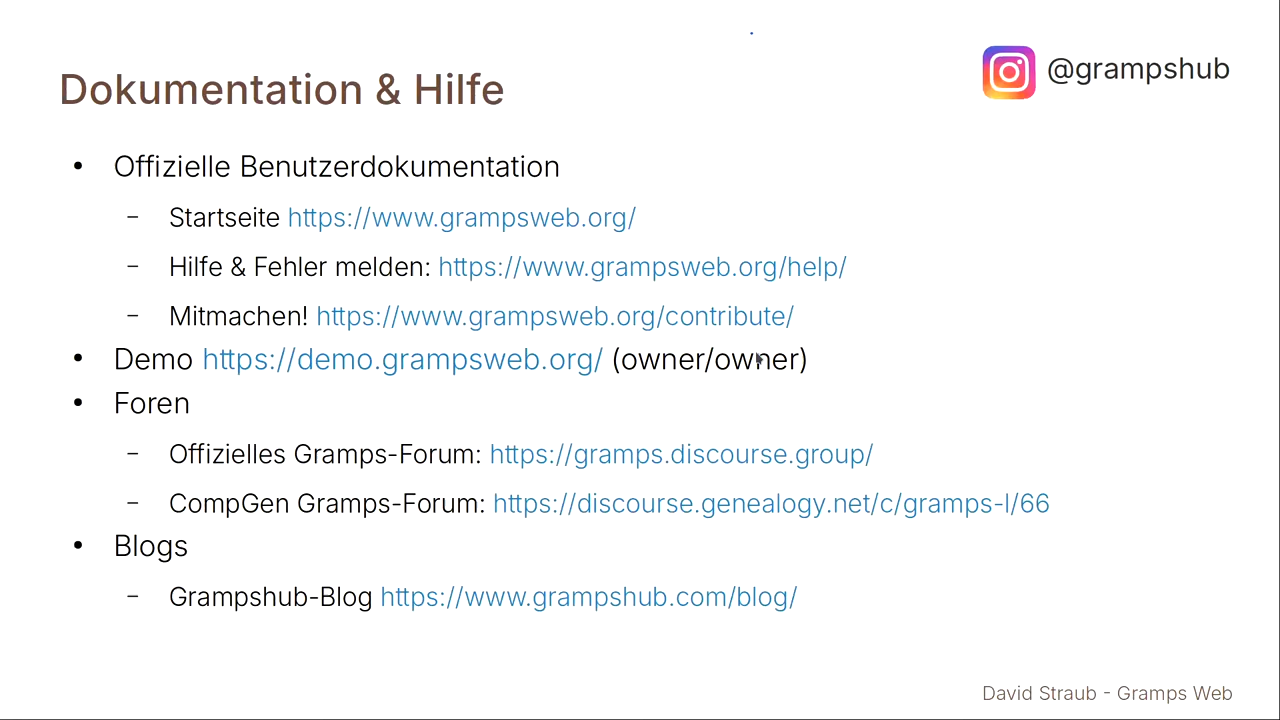 Dokumentation & Hilfe
@grampshub
• Offizielle Benutzerdokumentation
– Startseite https://www.grampsweb.org/
– Hilfe & Fehler melden: https://www.grampsweb.org/help/
– Mitmachen! https://www.grampsweb.org/contribute/
• Demo https://demo.grampsweb.org/ (owner/owner)
• Foren
– Offizielles Gramps-Forum: https://gramps.discourse.group/
– CompGen Gramps-Forum: https://discourse.genealogy.net/c/gramps-l/66
• Blogs
– Grampshub-Blog https://www.grampshub.com/blog/
David Straub - Gramps Web